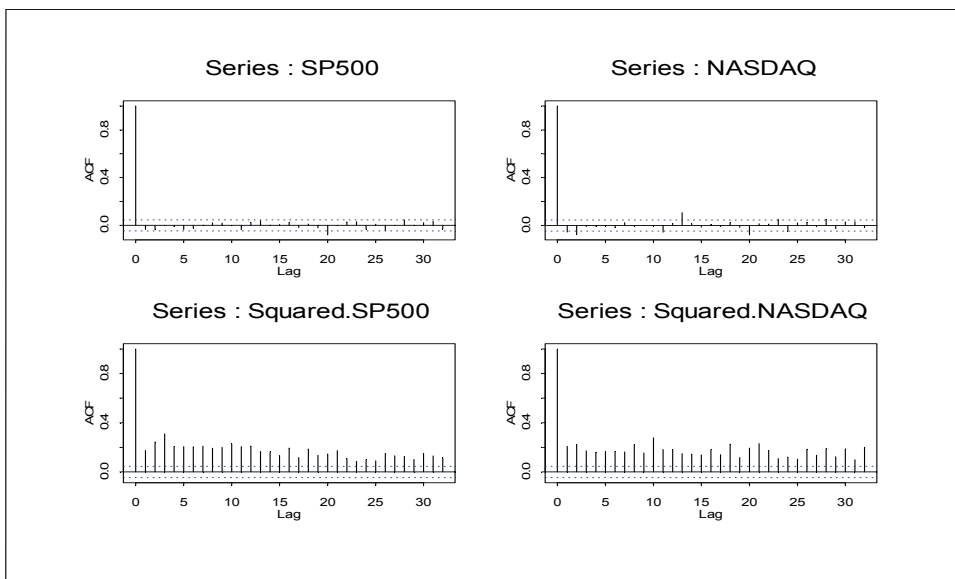 Series : SP500
ACF
0.0 0.4 0.8
0 5 10 15 20 25 30
Lag
Series : NASDAQ
ACF
0.0 0.4 0.8
0 5 10 15 20 25 30
Lag
Series : Squared.SP500
ACF
0.0 0.4 0.8
0 5 10 15 20 25 30
Lag
Series : Squared.NASDAQ
ACF
0.0 0.4 0.8
0 5 10 15 20 25 30
Lag